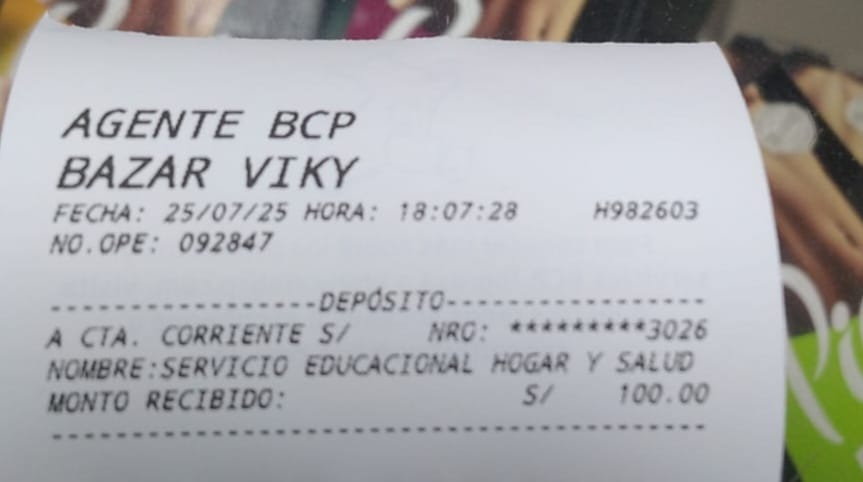 AGENTE BCP
BAZAR VIKY
FECHA: 25/07/25 HORA: 18:07:28 H982603
NO.OPE: 092847
-----------------DEPÓSITO-----------------
A CTA. CORRIENTE S/ NRO: *********3026
NOMBRE:SERVICIO EDUCACIONAL HOGAR Y SALUD
MONTO RECIBIDO: S/ 100.00
------------------------------------------